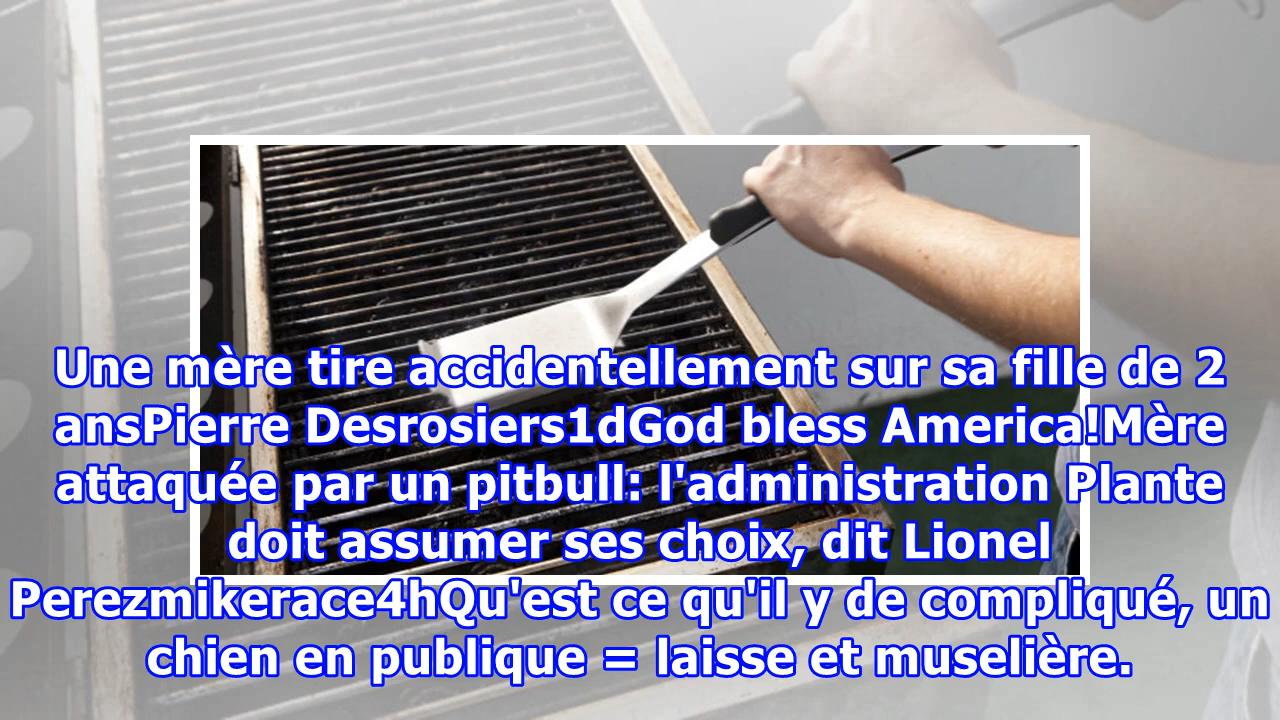 Une mère tire accidentellement sur sa fille de 2
ansPierre Desrosiers1dGod bless America!Mère
attaquée par un pitbull: l'administration Plante
doit assumer ses choix, dit Lionel
Perezmikerace4hQu'est ce qu'il y de compliqué, un
chien en publique = laisse et muselière.